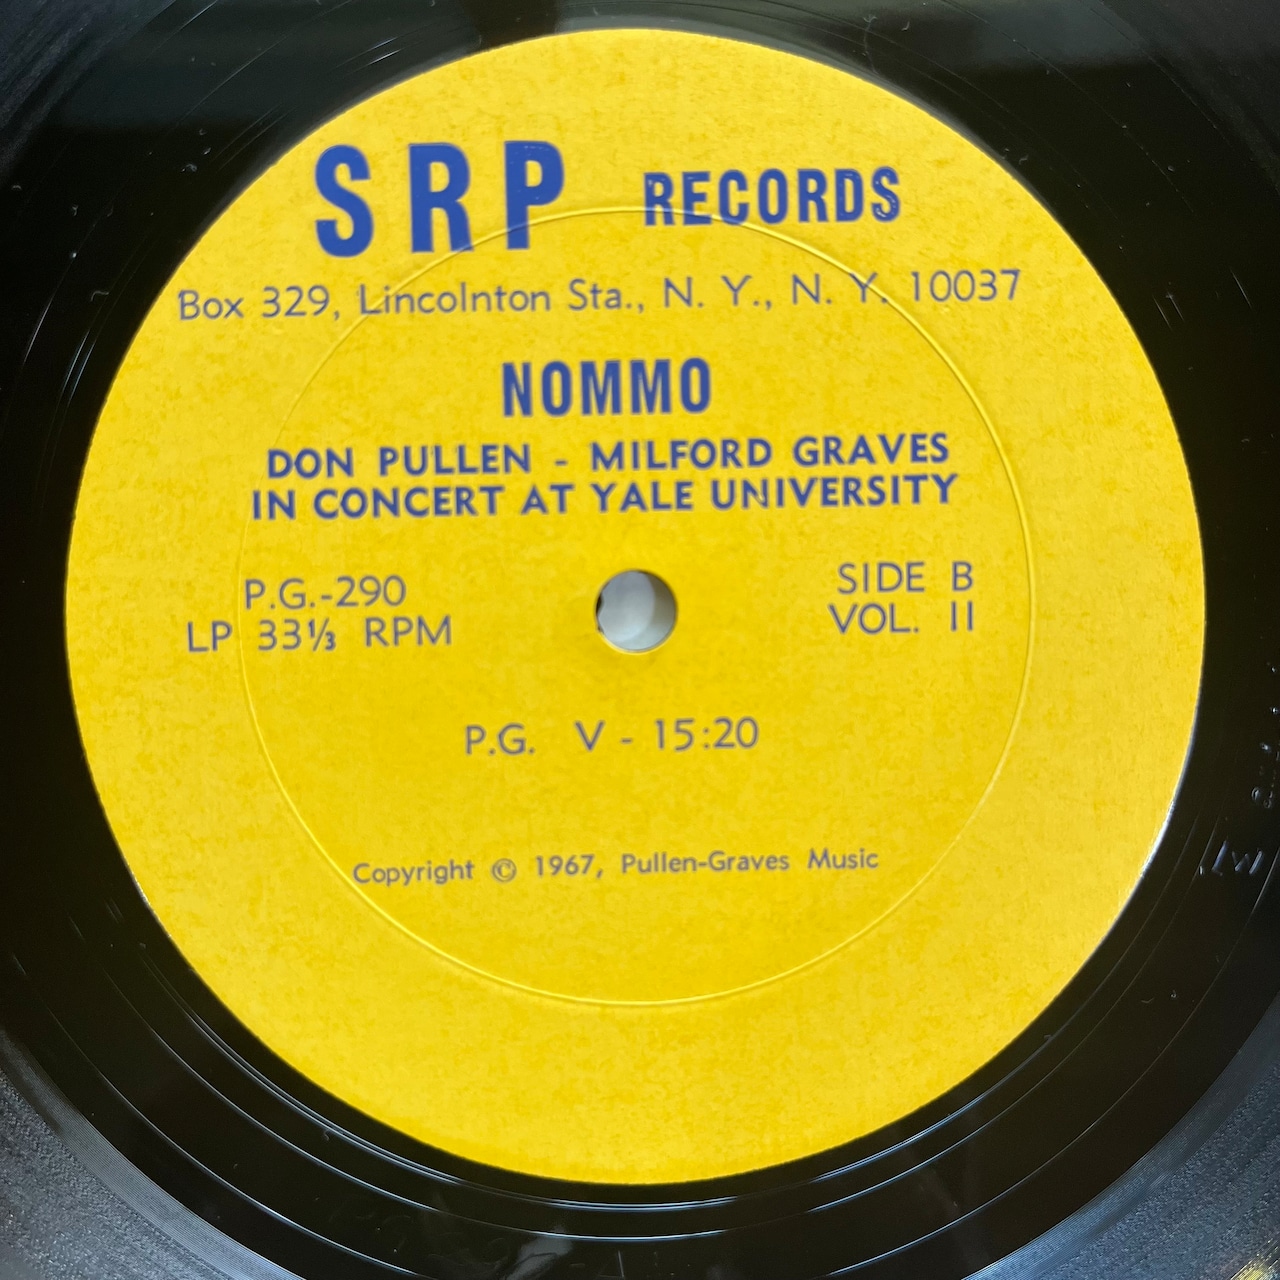 SRP RECORDS
Box 329, Lincolnton Sta., N. Y., N. Y. 10037
NOMMO
DON PULLEN - MILFORD GRAVES
IN CONCERT AT YALE UNIVERSITY
P.G.-290
LP 33⅓ RPM
SIDE B
VOL. II
P.G. V - 15:20
Copyright © 1967, Pullen-Graves Music